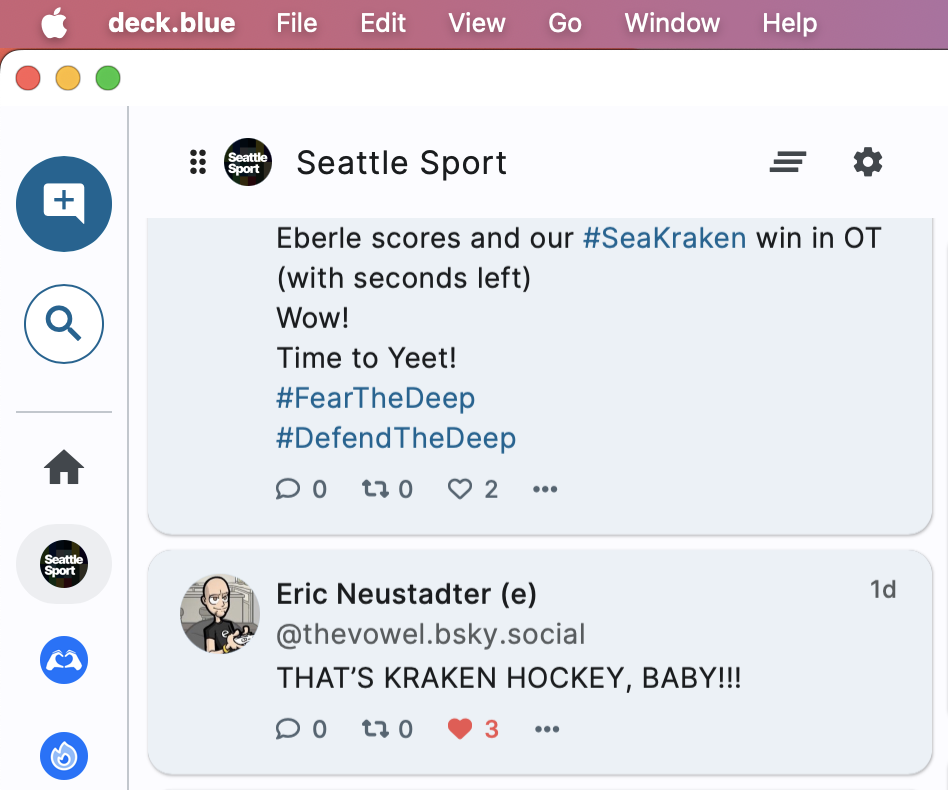 deck.blue File Edit View Go Window Help
Seattle Sport Seattle Sport
Eberle scores and our #SeaKraken win in OT
(with seconds left)
Wow!
Time to Yeet!
#FearTheDeep
#DefendTheDeep
0 0 2
Seattle Sport
Eric Neustadter (e) 1d
@thevowel.bsky.social
THAT’S KRAKEN HOCKEY, BABY!!!
0 0 3